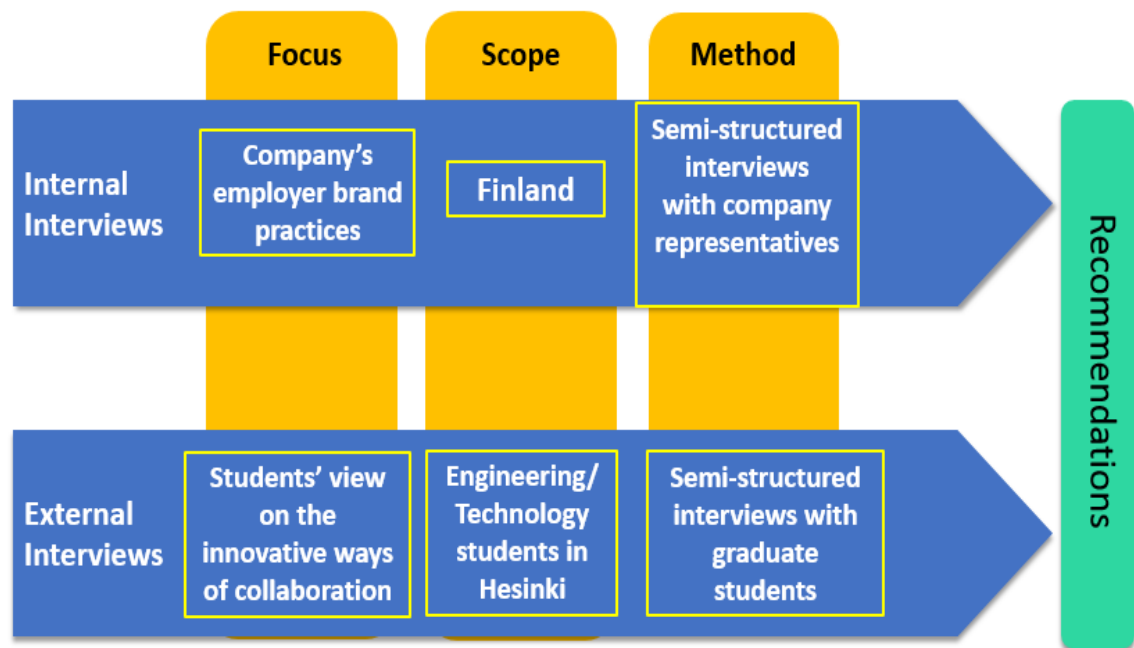 Focus
Scope
Method
Internal
Interviews
Company's
employer brand
practices
Finland
Semi-structured
interviews
with company
representatives
External
Interviews
Students' view
on the
innovative ways
of collaboration
Engineering/
Technology
students in
Hesinki
Semi-structured
interviews with
graduate
students
Recommendations